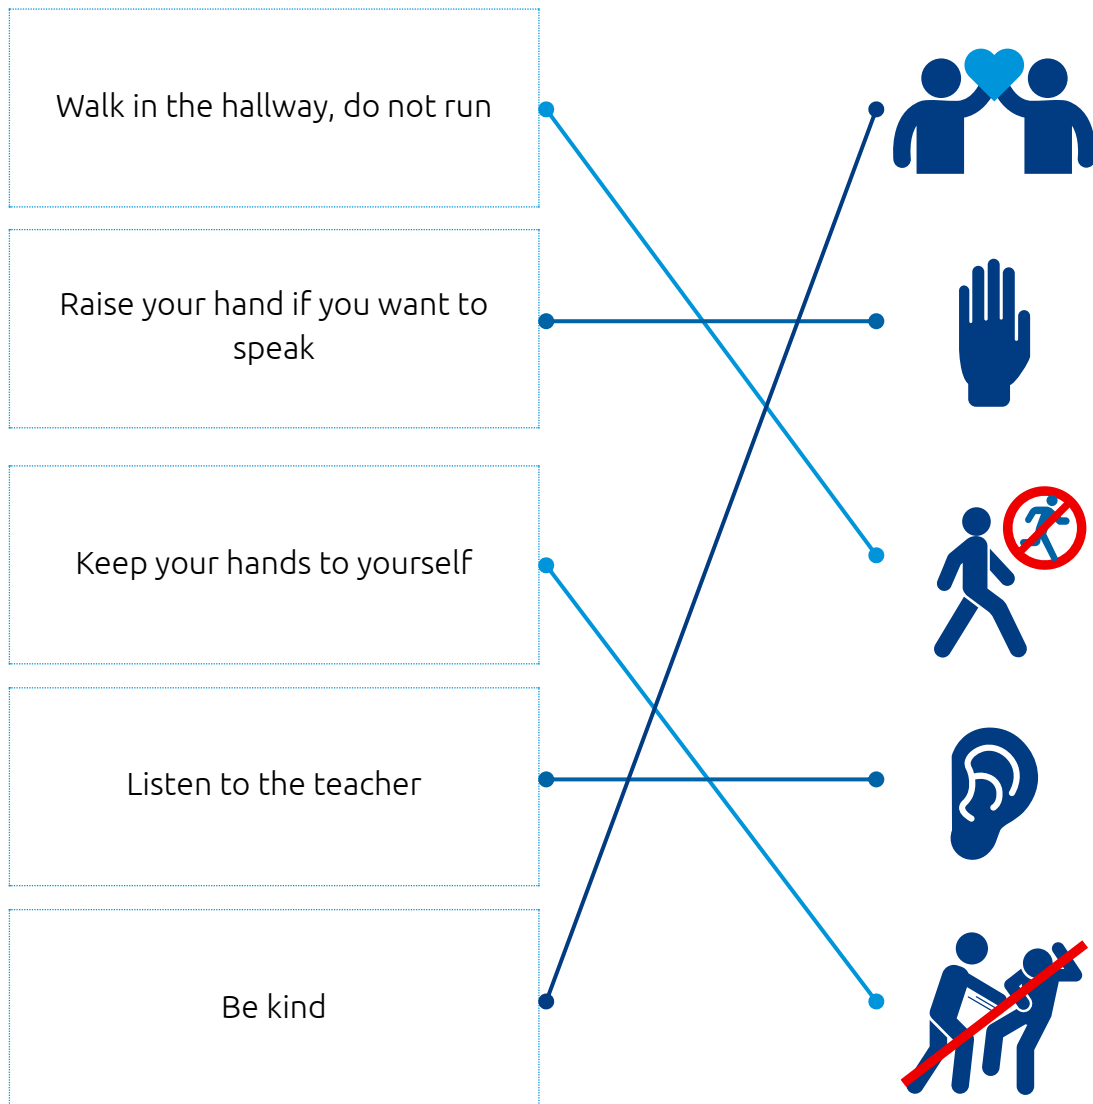 Walk in the hallway, do not run
Raise your hand if you want to
speak
Keep your hands to yourself
Listen to the teacher
Be kind